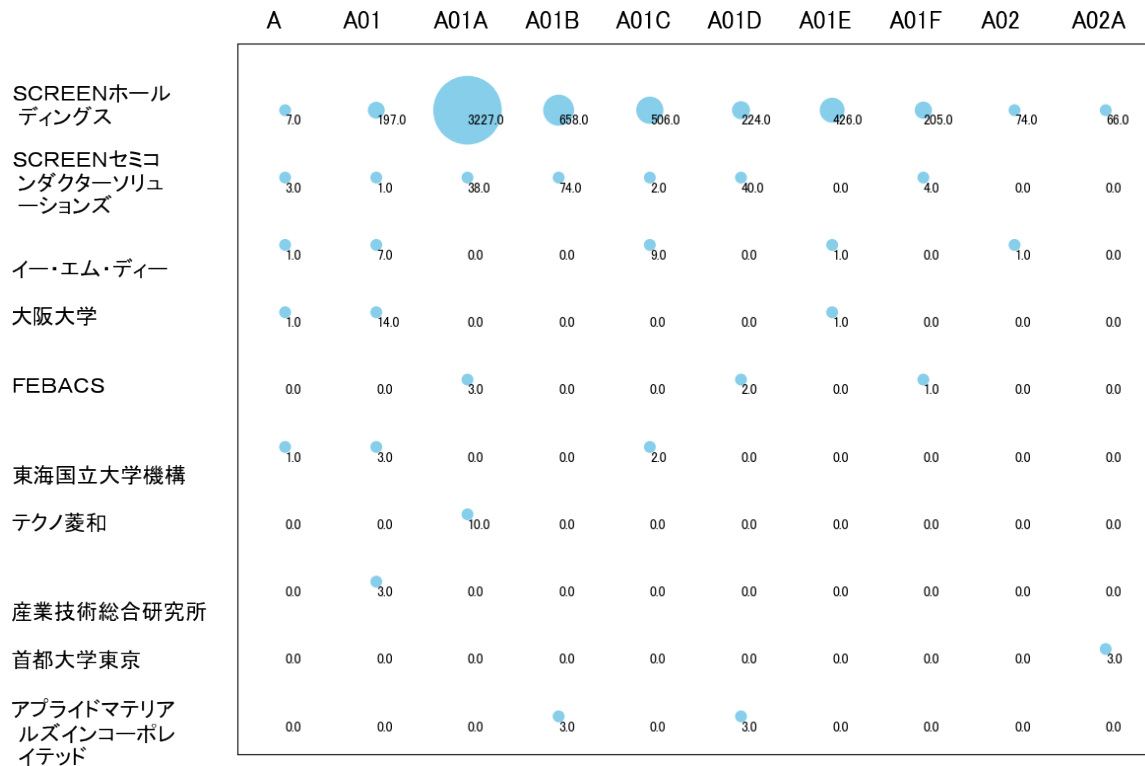 A A01 A01A A01B A01C A01D A01E A01F A02 A02A
SCREENホール
ディングス
7.0 197.0 3227.0 658.0 506.0 224.0 426.0 205.0 74.0 66.0
SCREENセミコ
ンダクターソリュ
ーションズ
3.0 1.0 38.0 74.0 2.0 40.0 0.0 4.0 0.0 0.0
イー・エム・ディー
1.0 7.0 0.0 0.0 9.0 0.0 1.0 0.0 1.0 0.0
大阪大学
1.0 14.0 0.0 0.0 0.0 0.0 1.0 0.0 0.0 0.0
FEBACS
0.0 0.0 3.0 0.0 0.0 2.0 0.0 1.0 0.0 0.0
東海国立大学機構
1.0 3.0 0.0 0.0 2.0 0.0 0.0 0.0 0.0 0.0
テクノ菱和
0.0 0.0 10.0 0.0 0.0 0.0 0.0 0.0 0.0 0.0
産業技術総合研究所
0.0 3.0 0.0 0.0 0.0 0.0 0.0 0.0 0.0 0.0
首都大学東京
0.0 0.0 0.0 0.0 0.0 0.0 0.0 0.0 0.0 3.0
アプライドマテリア
ルズインコーポレ
イテッド
0.0 0.0 0.0 3.0 0.0 3.0 0.0 0.0 0.0 0.0